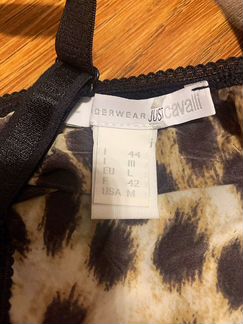 DERWEAR JUST cavalli
I 44
I III
EU L
F 42
USA M